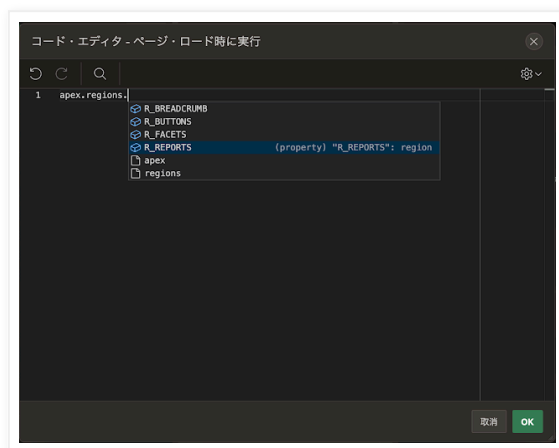 コード・エディタ - ページ・ロード時に実行
1 apex.regions.
R_BREADCRUMB
R_BUTTONS
R_FACETS
R_REPORTS (property) "R_REPORTS": region
apex
regions
取消 OK